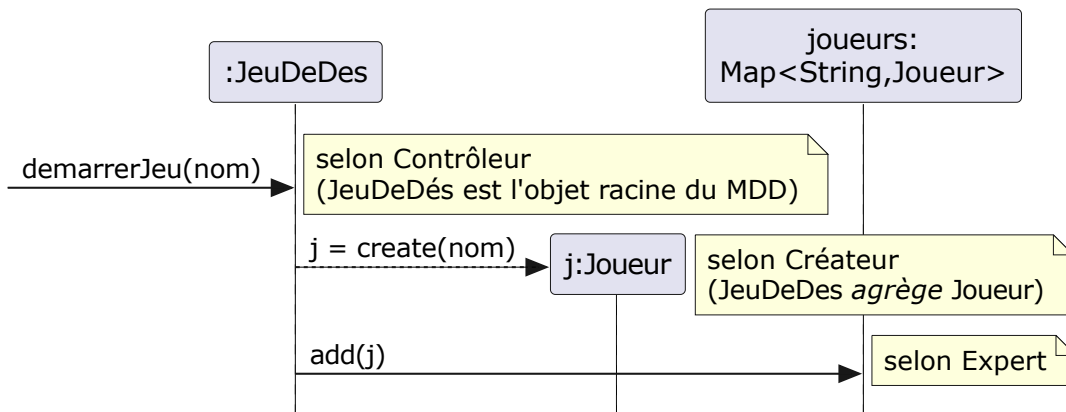 :JeuDeDes
joueurs:
Map<String,Joueur>
demarrerJeu(nom)
selon Contrôleur
(JeuDeDés est l'objet racine du MDD)
j = create(nom)
j:Joueur
selon Créateur
(JeuDeDes agrège Joueur)
add(j)
selon Expert